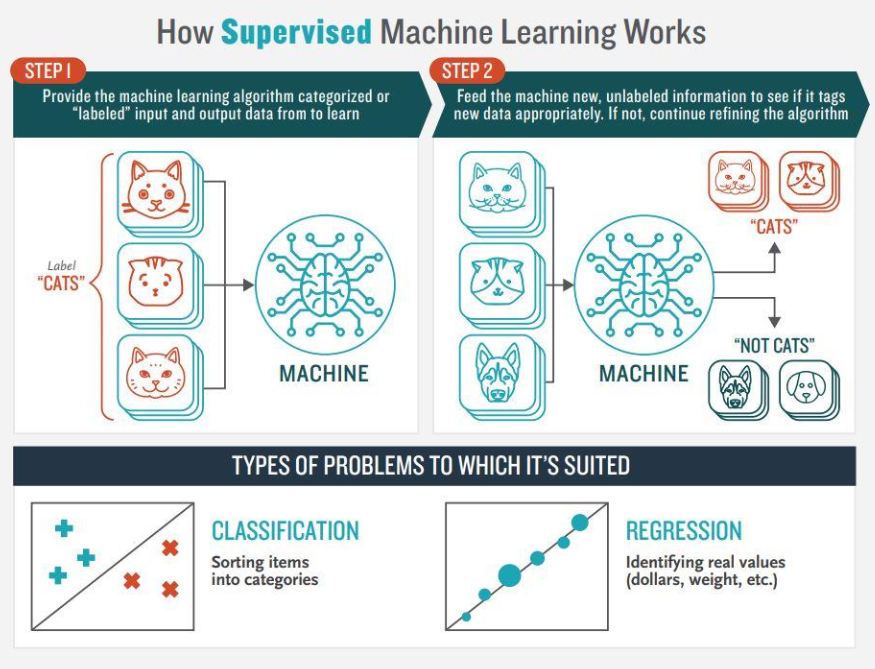 How Supervised Machine Learning Works
STEP 1
Provide the machine learning algorithm categorized or
“labeled” input and output data from to learn
STEP 2
Feed the machine new, unlabeled information to see if it tags
new data appropriately. If not, continue refining the algorithm
Label
“CATS”
MACHINE
MACHINE
“CATS”
“NOT CATS”
TYPES OF PROBLEMS TO WHICH IT’S SUITED
CLASSIFICATION
Sorting items
into categories
REGRESSION
Identifying real values
(dollars, weight, etc.)